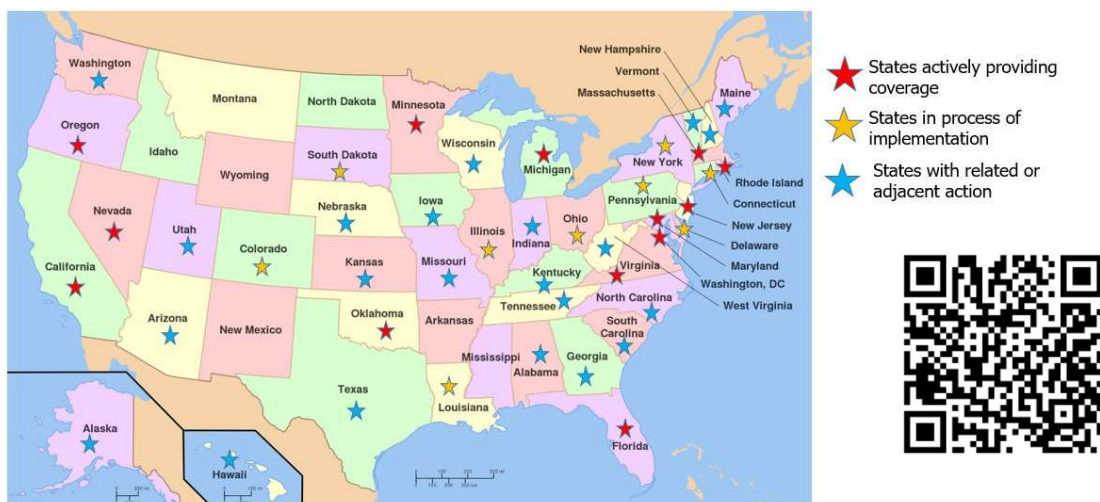 New Hampshire
Vermont
Massachusetts
Washington
Montana
North Dakota
Minnesota
Maine
Oregon
Idaho
South Dakota
Wisconsin
Michigan
New York
Wyoming
Rhode Island
Connecticut
Nevada
Utah
Colorado
Nebraska
Iowa
Illinois
Indiana
Ohio
Pennsylvania
New Jersey
Delaware
Maryland
California
Kansas
Missouri
Kentucky
Virginia
Washington, DC
West Virginia
Arizona
New Mexico
Oklahoma
Arkansas
Tennessee
North Carolina
South
Carolina
Mississippi
Alabama
Georgia
Texas
Louisiana
Florida
Alaska
Hawaii
States actively providing
coverage
States in process of
implementation
States with related or
adjacent action